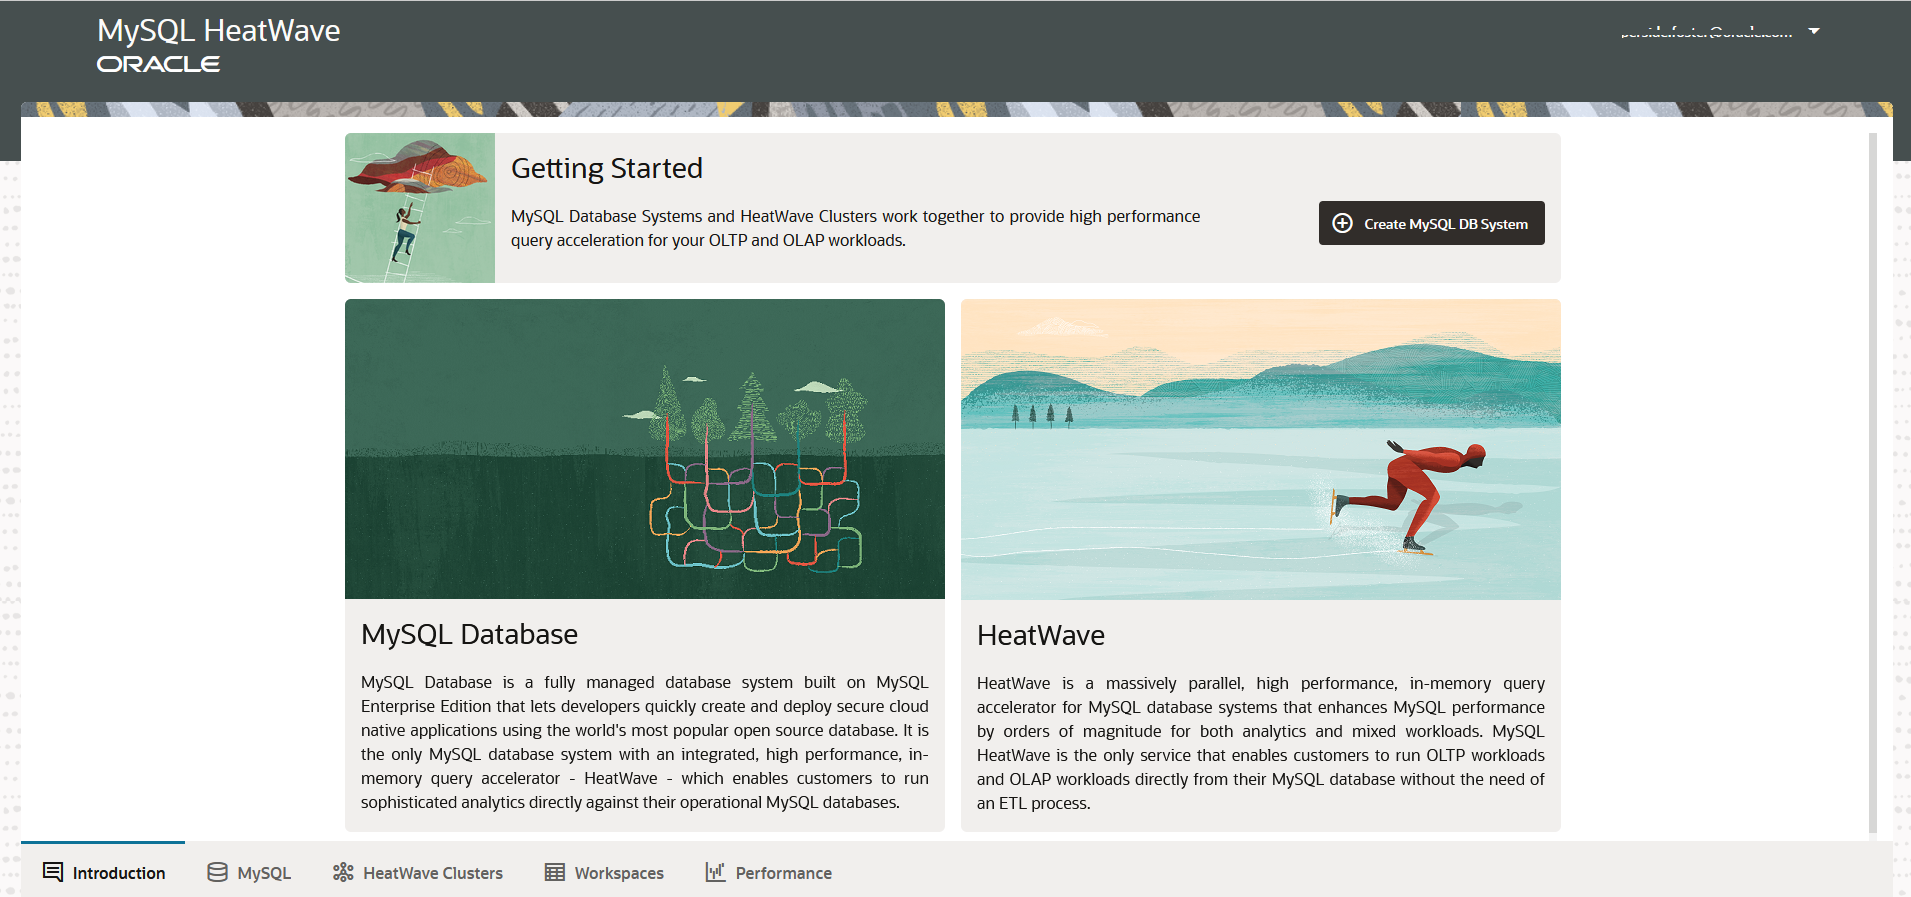 MySQL HeatWave
ORACLE
Getting Started
MySQL Database Systems and HeatWave Clusters work together to provide high performance
query acceleration for your OLTP and OLAP workloads.
Create MySQL DB System
MySQL Database
MySQL Database is a fully managed database system built on MySQL
Enterprise Edition that lets developers quickly create and deploy secure cloud
native applications using the world's most popular open source database. It is
the only MySQL database system with an integrated, high performance, in-
memory query accelerator - HeatWave - which enables customers to run
sophisticated analytics directly against their operational MySQL databases.
HeatWave
HeatWave is a massively parallel, high performance, in-memory query
accelerator for MySQL database systems that enhances MySQL performance
by orders of magnitude for both analytics and mixed workloads. MySQL
HeatWave is the only service that enables customers to run OLTP workloads
and OLAP workloads directly from their MySQL database without the need of
an ETL process.
Introduction
MySQL
HeatWave Clusters
Workspaces
Performance